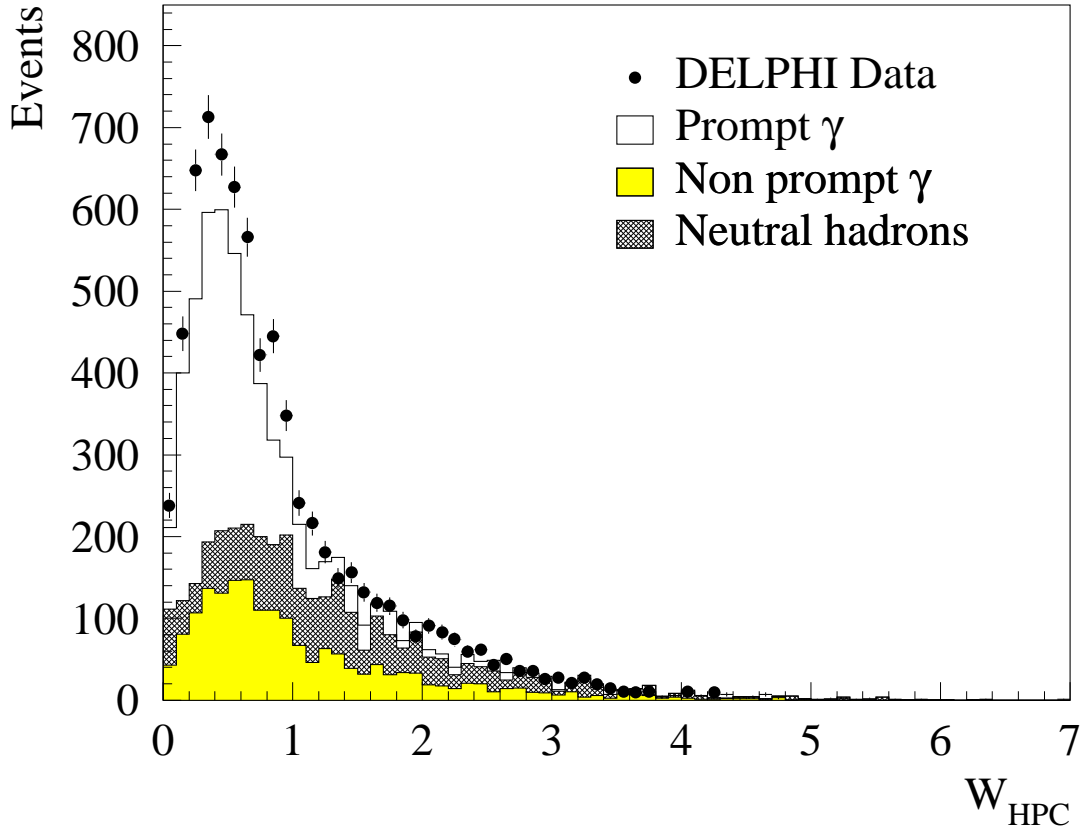 Events
800
700
600
500
400
300
200
100
0
DELPHI Data
Prompt γ
Non prompt γ
Neutral hadrons
0 1 2 3 4 5 6 7
W_HPC